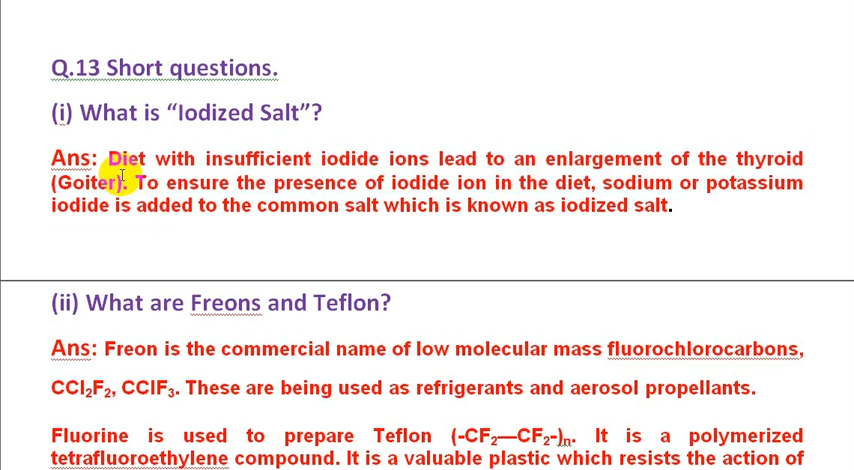 Q.13 Short questions.
(i) What is “Iodized Salt”?
Ans: Diet with insufficient iodide ions lead to an enlargement of the thyroid
(Goiter). To ensure the presence of iodide ion in the diet, sodium or potassium
iodide is added to the common salt which is known as iodized salt.
(ii) What are Freons and Teflon?
Ans: Freon is the commercial name of low molecular mass fluorochlorocarbons,
CCl₂F₂, CClF₃. These are being used as refrigerants and aerosol propellants.
Fluorine is used to prepare Teflon (-CF₂—CF₂-)ₙ. It is a polymerized
tetrafluoroethylene compound. It is a valuable plastic which resists the action of